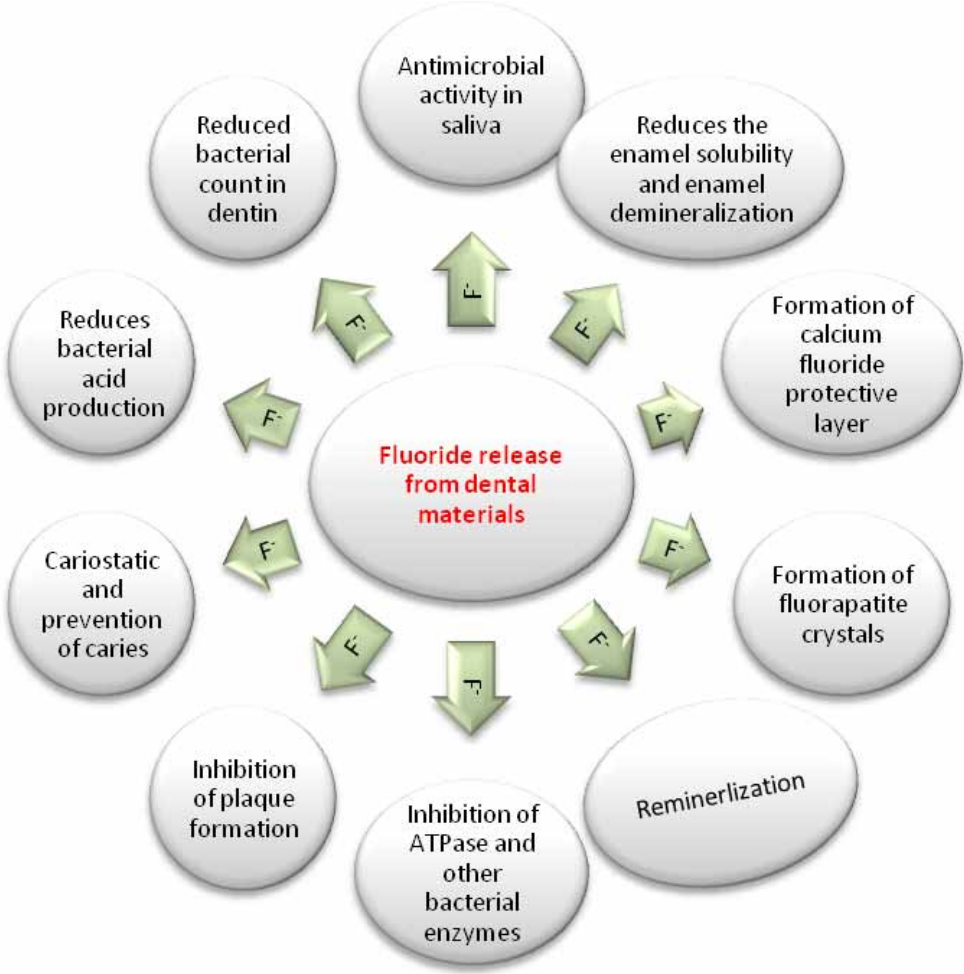 Antimicrobial
activity in
saliva
Reduces the
enamel solubility
and enamel
demineralization
Formation of
calcium
fluoride
protective
layer
Formation of
fluorapatite
crystals
Reminerlization
Inhibition of
ATPase and
other
bacterial
enzymes
Inhibition
of plaque
formation
Cariostatic
and
prevention
of caries
Reduces
bacterial
acid
production
Reduced
bacterial
count in
dentin
F-
F-
F-
F-
F-
F-
F-
F-
F-
F-
Fluoride release
from dental
materials